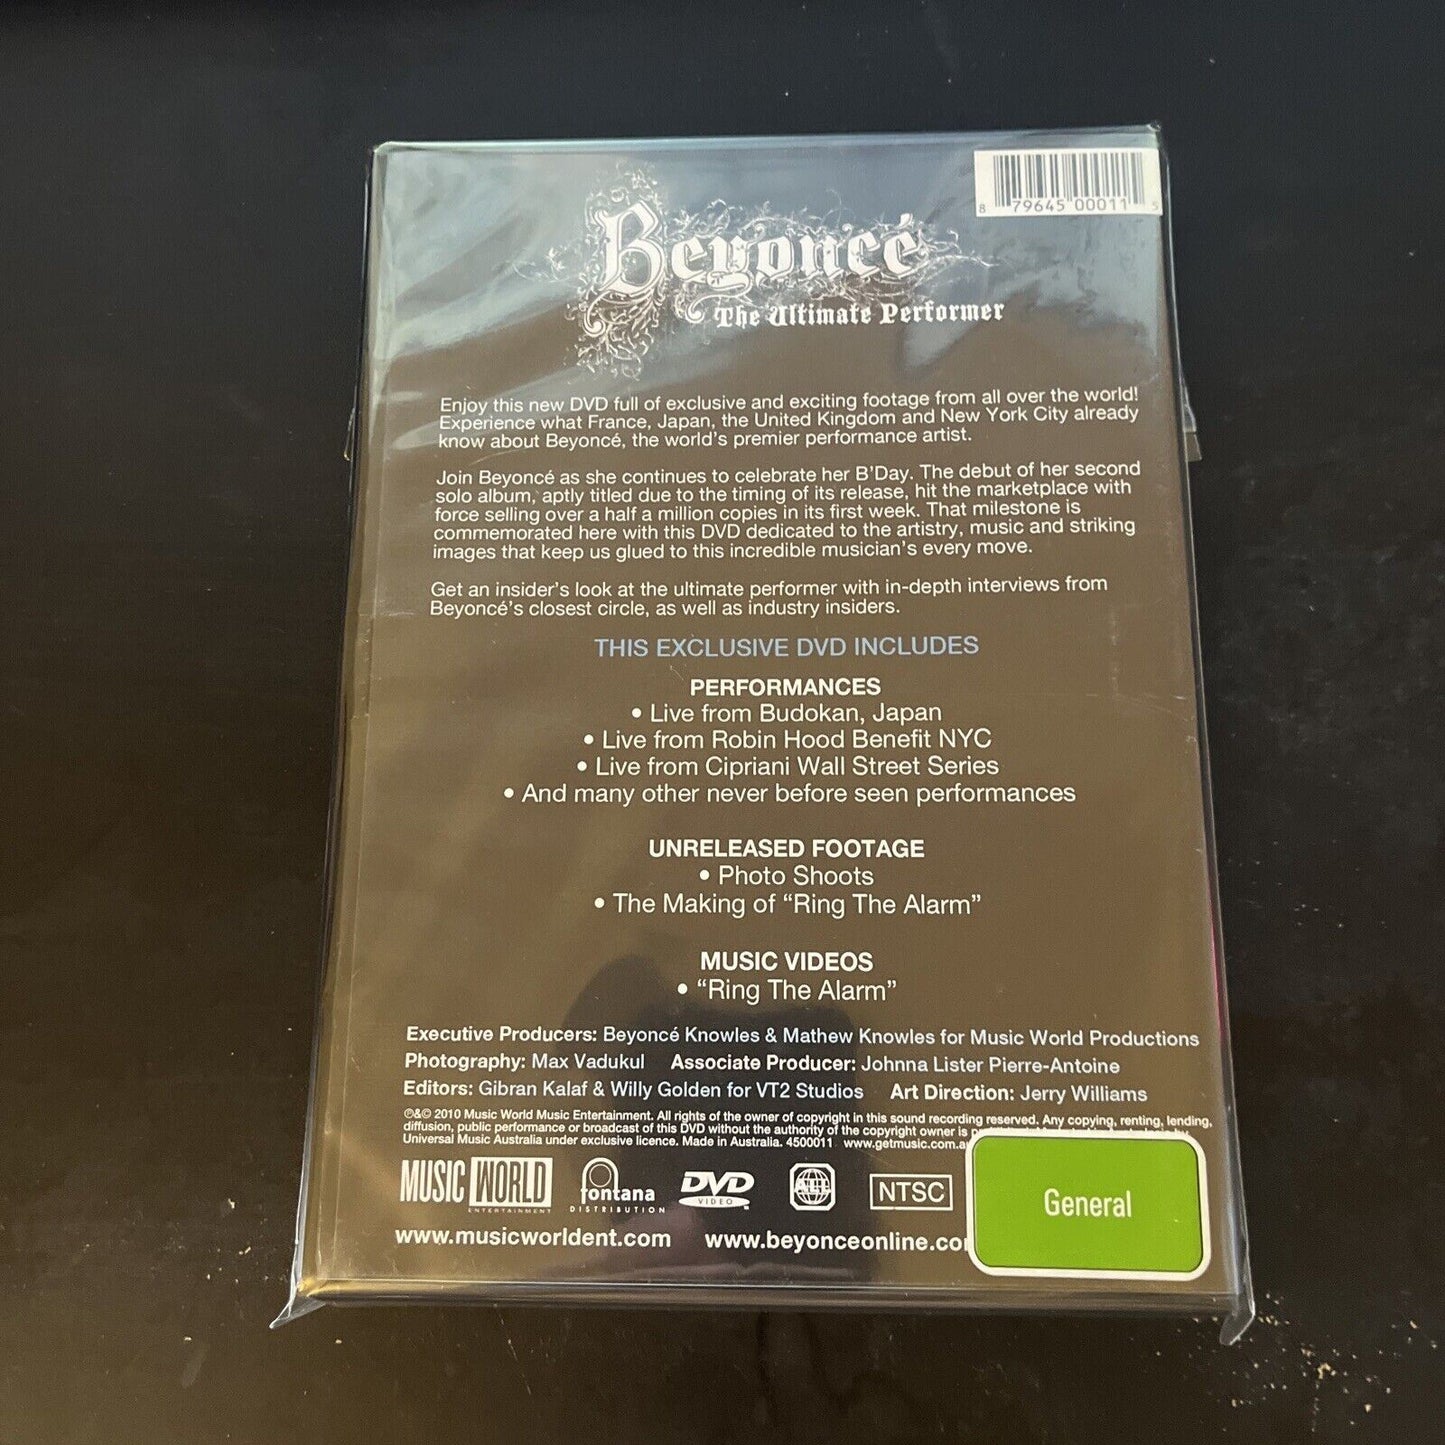 8 79645 00011 5
Beyoncé
The Ultimate Performer
Enjoy this new DVD full of exclusive and exciting footage from all over the world!
Experience what France, Japan, the United Kingdom and New York City already
know about Beyoncé, the world's premier performance artist.
Join Beyoncé as she continues to celebrate her B'Day. The debut of her second
solo album, aptly titled due to the timing of its release, hit the marketplace with
force selling over a half a million copies in its first week. That milestone is
commemorated here with this DVD dedicated to the artistry, music and striking
images that keep us glued to this incredible musician's every move.
Get an insider's look at the ultimate performer with in-depth interviews from
Beyoncé's closest circle, as well as industry insiders.
THIS EXCLUSIVE DVD INCLUDES
PERFORMANCES
• Live from Budokan, Japan
• Live from Robin Hood Benefit NYC
• Live from Cipriani Wall Street Series
• And many other never before seen performances
UNRELEASED FOOTAGE
• Photo Shoots
• The Making of “Ring The Alarm”
MUSIC VIDEOS
• “Ring The Alarm”
Executive Producers: Beyoncé Knowles & Mathew Knowles for Music World Productions
Photography: Max Vadukul Associate Producer: Johnna Lister Pierre-Antoine
Editors: Gibran Kalaf & Willy Golden for VT2 Studios Art Direction: Jerry Williams
℗&© 2010 Music World Music Entertainment. All rights of the owner of copyright in this sound recording reserved. Any copying, renting, lending,
diffusion, public performance or broadcast of this DVD without the authority of the copyright owner is
Universal Music Australia under exclusive licence. Made in Australia. 4500011 www.getmusic.com.a
MUSIC WORLD ENTERTAINMENT fontana DISTRIBUTION DVD VIDEO ALL NTSC
General
www.musicworldent.com www.beyonceonline.co